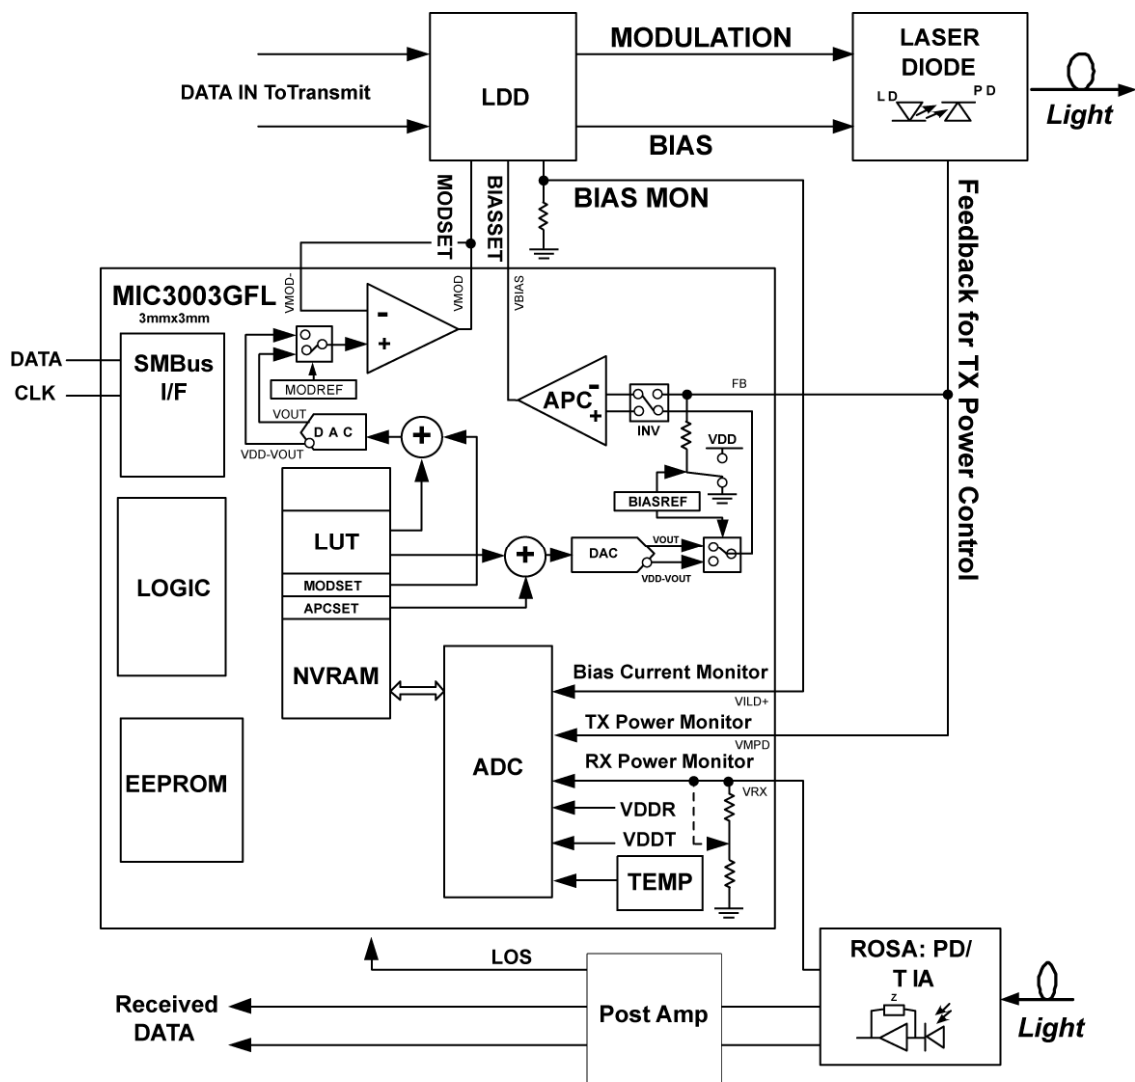 MODULATION
LASER
DIODE
L D
P D
LDD
DATA IN ToTransmit
Light
BIAS
MODSET
BIASSET
BIAS MON
Feedback for TX Power Control
MIC3003GFL
3mmx3mm
VMOD-
VMOD
VBIAS
-
+
DATA
CLK
SMBus
I/F
MODREF
VOUT
D A C
VDD-VOUT
+
APC
-
+
INV
FB
VDD
BIASREF
LUT
MODSET
APCSET
NVRAM
+
DAC
VOUT
VDD-VOUT
LOGIC
EEPROM
ADC
Bias Current Monitor
VILD+
TX Power Monitor
VMPD
RX Power Monitor
VRX
VDDR
VDDT
TEMP
LOS
Received
DATA
Post Amp
ROSA: PD/
T IA
Z
Light